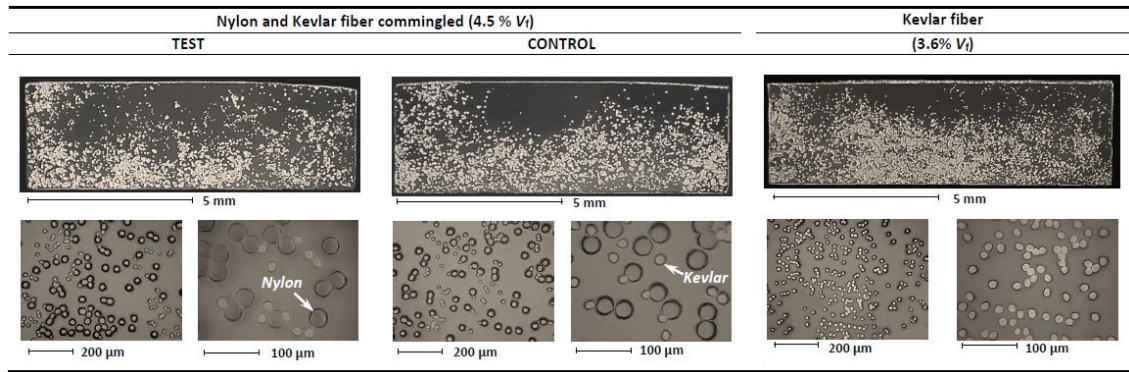 Nylon and Kevlar fiber commingled (4.5 % Vf)
Kevlar fiber
TEST
CONTROL
(3.6% Vf)
5 mm
5 mm
5 mm
Nylon
Kevlar
200 µm
100 µm
200 µm
100 µm
200 µm
100 µm